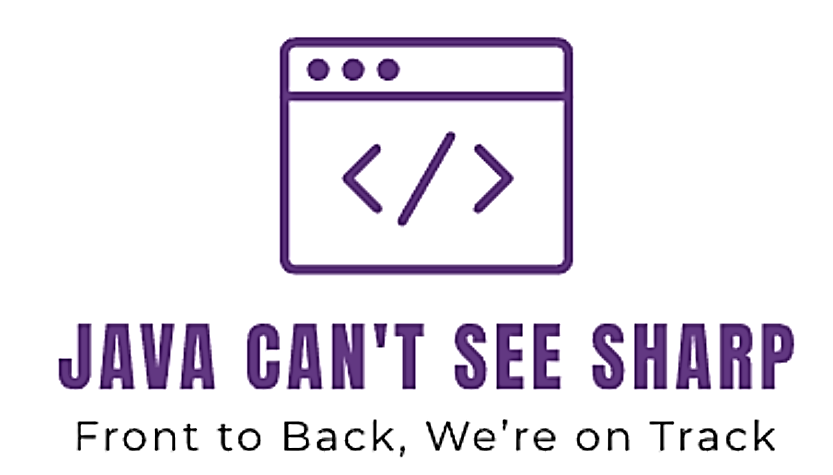 </>
JAVA CAN'T SEE SHARP
Front to Back, We’re on Track